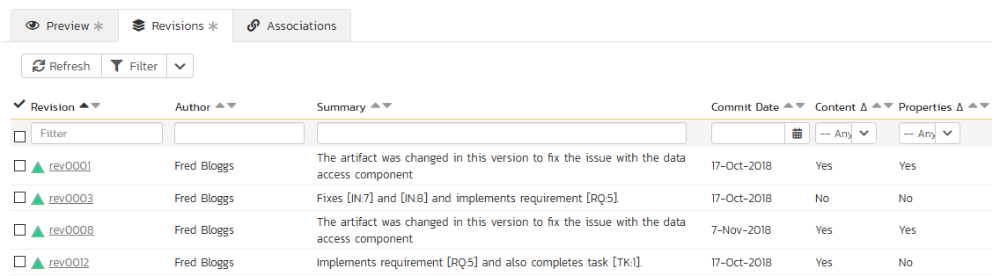 Preview * Revisions * Associations
Refresh Filter
Revision Author Summary Commit Date Content Δ Properties Δ
Filter -- Any -- Any
rev0001 Fred Bloggs The artifact was changed in this version to fix the issue with the data 17-Oct-2018 Yes Yes
access component
rev0003 Fred Bloggs Fixes [IN:7] and [IN:8] and implements requirement [RQ:5]. 17-Oct-2018 No No
rev0008 Fred Bloggs The artifact was changed in this version to fix the issue with the data 7-Nov-2018 Yes Yes
access component
rev0012 Fred Bloggs Implements requirement [RQ:5] and also completes task [TK:1]. 17-Oct-2018 Yes No